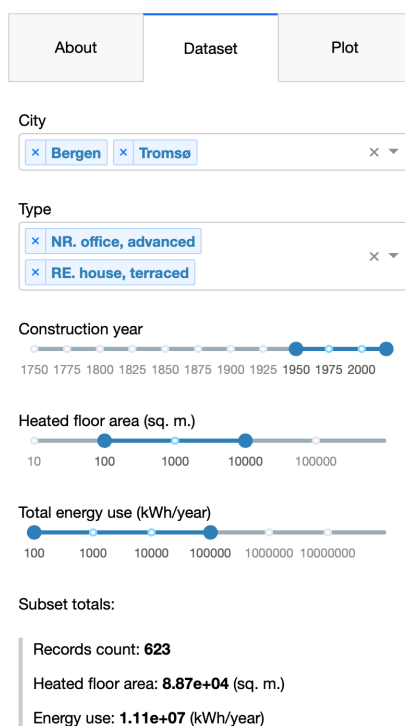 About Dataset Plot
City
× Bergen × Tromsø ×
Type
× NR. office, advanced
× RE. house, terraced ×
Construction year
1750 1775 1800 1825 1850 1875 1900 1925 1950 1975 2000
Heated floor area (sq. m.)
10 100 1000 10000 100000
Total energy use (kWh/year)
100 1000 10000 100000 1000000 10000000
Subset totals:
Records count: 623
Heated floor area: 8.87e+04 (sq. m.)
Energy use: 1.11e+07 (kWh/year)